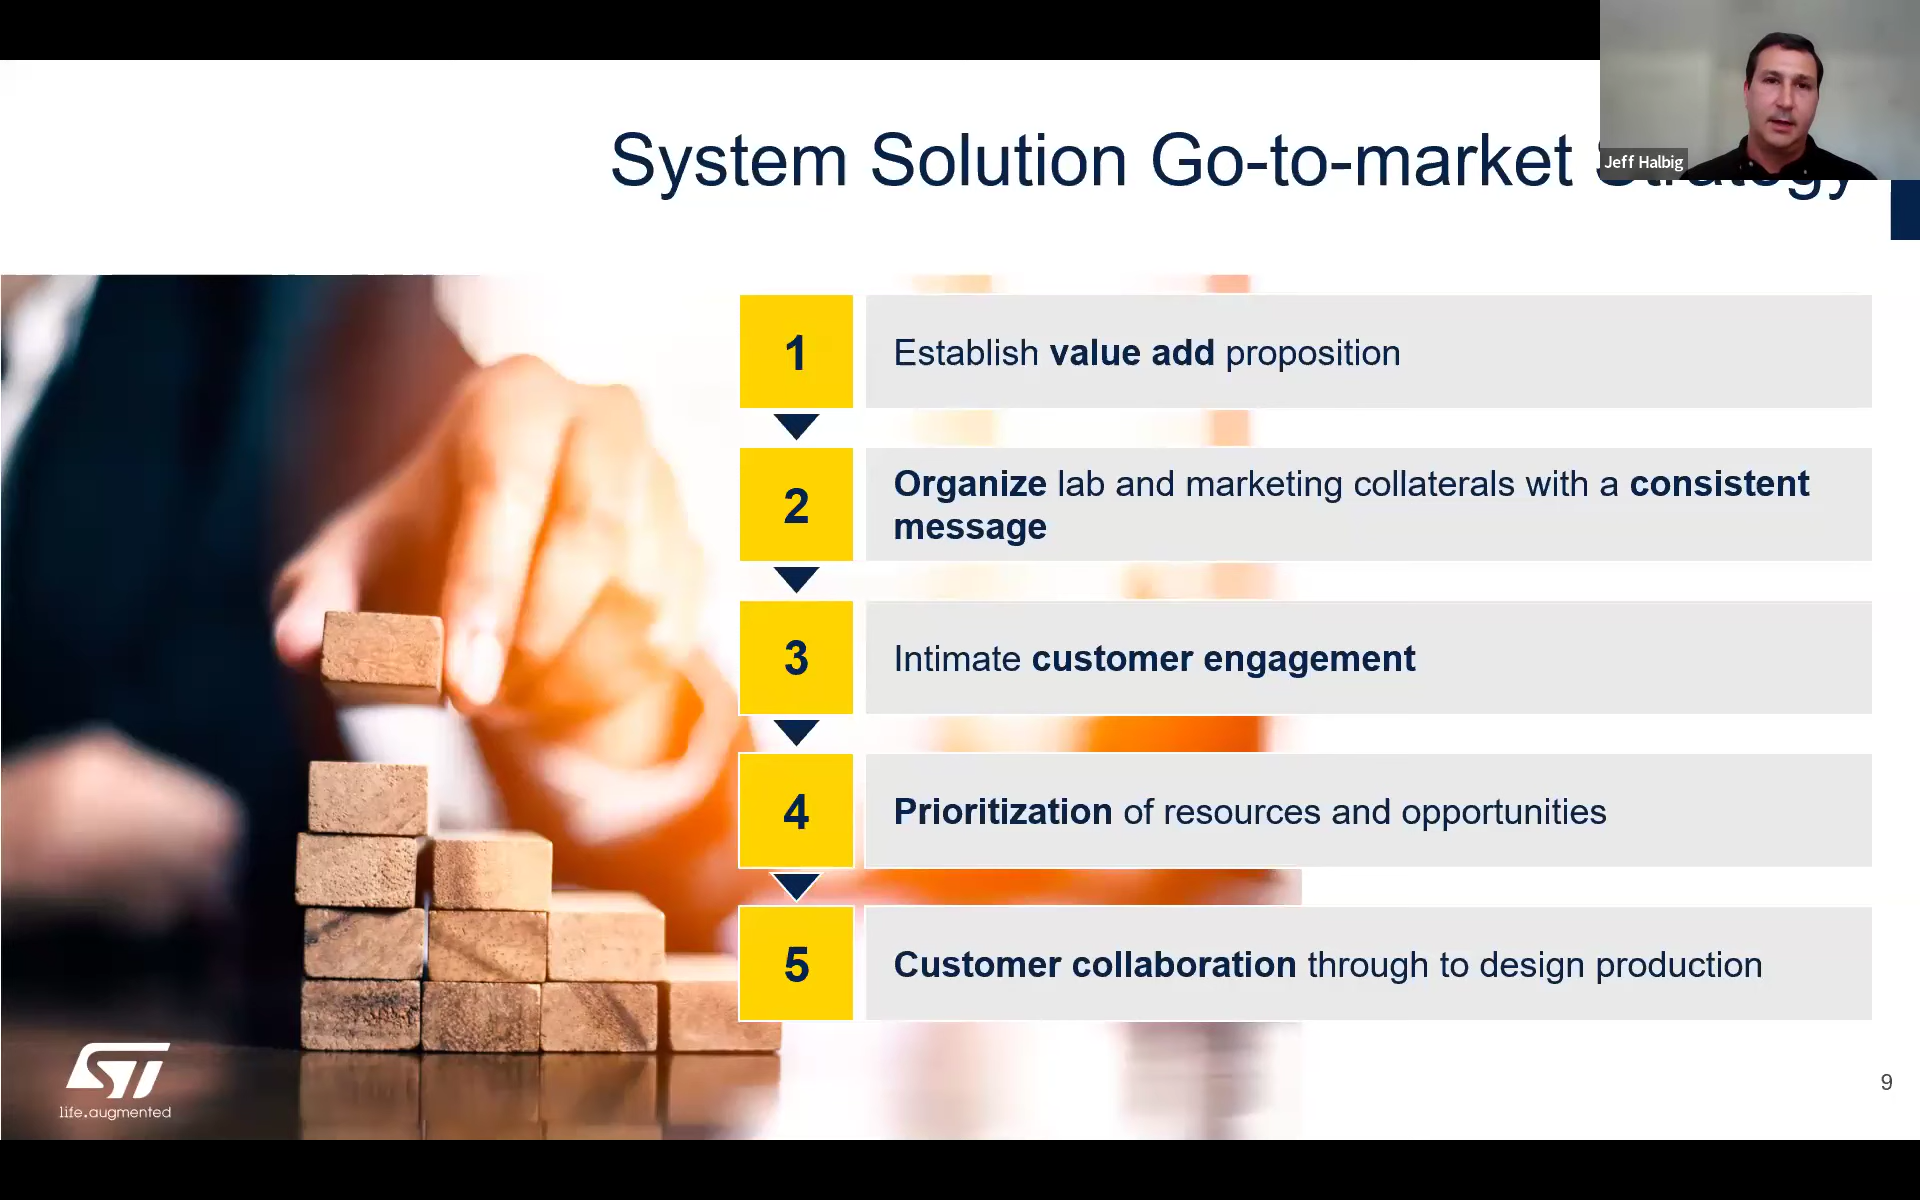 System Solution Go-to-market Strategy
Jeff Halbig
1
Establish value add proposition
2
Organize lab and marketing collaterals with a consistent
message
3
Intimate customer engagement
4
Prioritization of resources and opportunities
5
Customer collaboration through to design production
ST
life.augmented
9